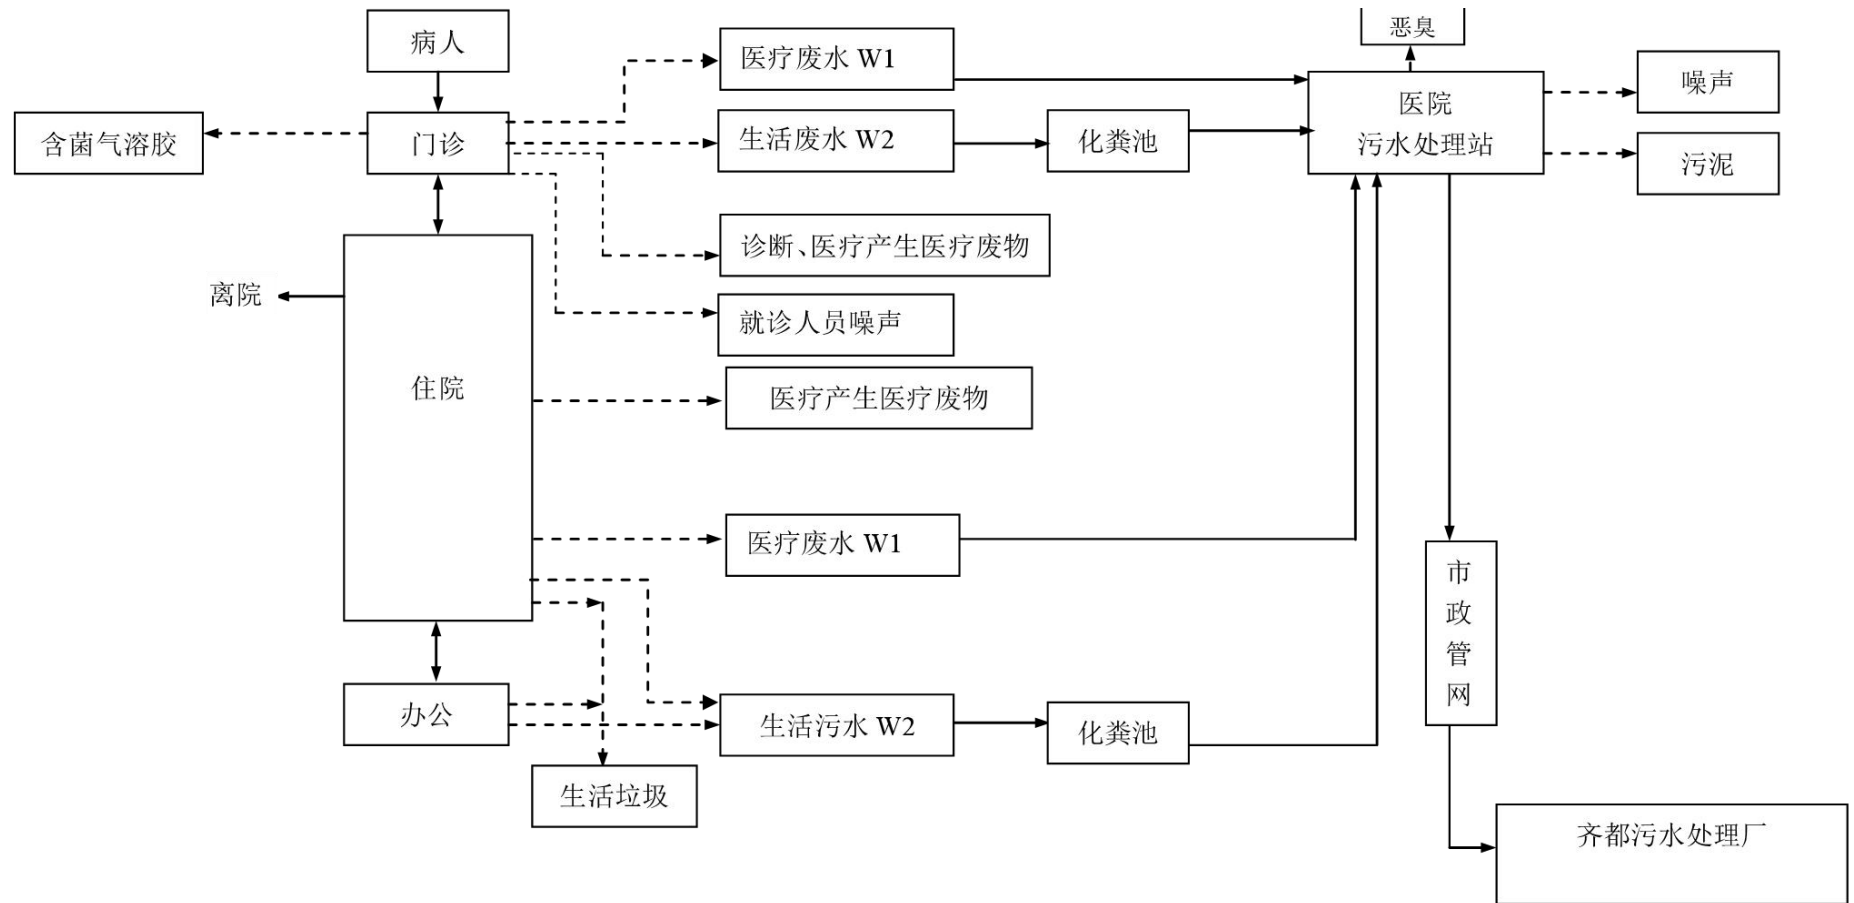 病人
医疗废水 W1
恶臭
医院
污水处理站
噪声
含菌气溶胶
门诊
生活废水 W2
化粪池
污泥
诊断、医疗产生医疗废物
离院
就诊人员噪声
住院
医疗产生医疗废物
医疗废水 W1
市
政
管
网
办公
生活污水 W2
化粪池
生活垃圾
齐都污水处理厂